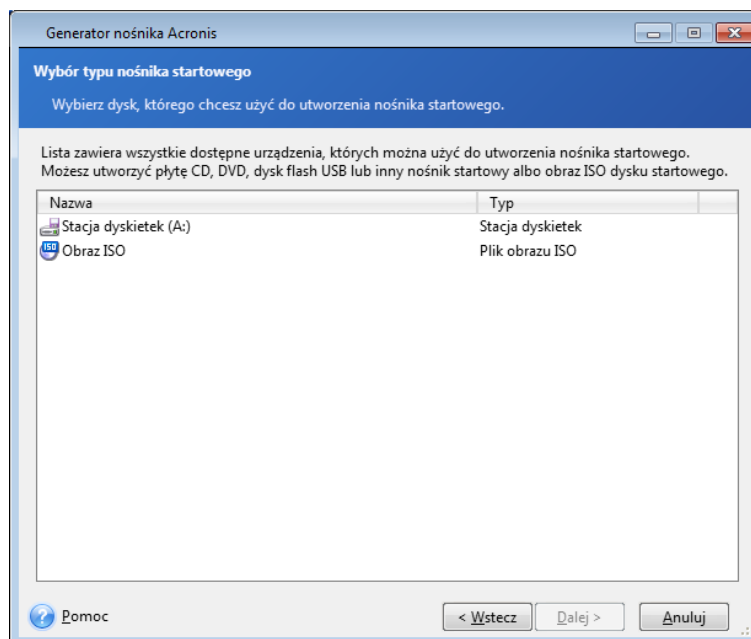 Generator nośnika Acronis
Wybór typu nośnika startowego
Wybierz dysk, którego chcesz użyć do utworzenia nośnika startowego.
Lista zawiera wszystkie dostępne urządzenia, których można użyć do utworzenia nośnika startowego.
Możesz utworzyć płytę CD, DVD, dysk flash USB lub inny nośnik startowy albo obraz ISO dysku startowego.
Nazwa Typ
Stacja dyskietek (A:) Stacja dyskietek
ISO Obraz ISO Plik obrazu ISO
Pomoc < Wstecz Dalej > Anuluj